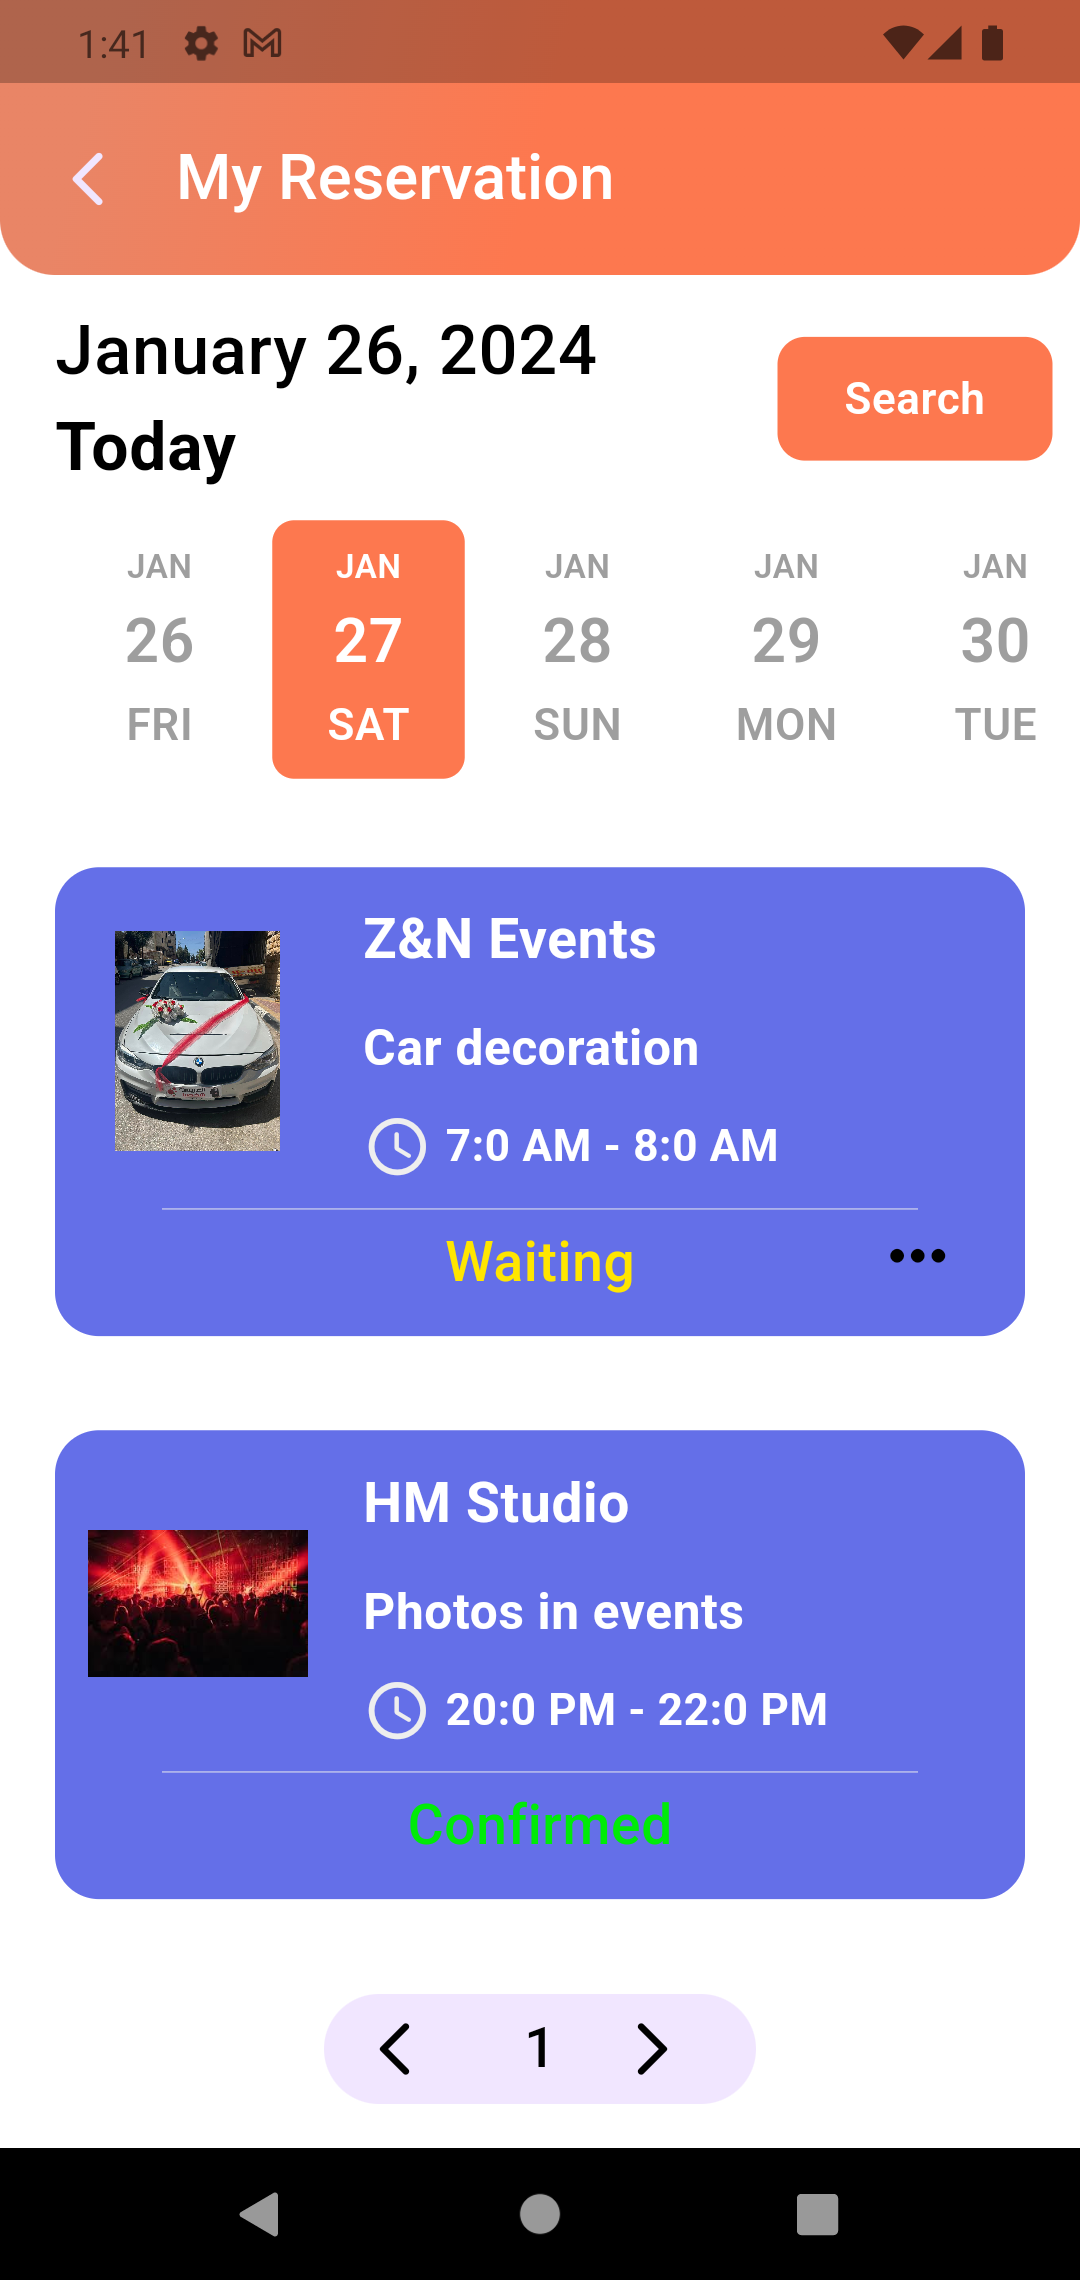 1:41
My Reservation
January 26, 2024
Today
Search
JAN JAN JAN JAN JAN
26 27 28 29 30
FRI SAT SUN MON TUE
Z&N Events
Car decoration
7:0 AM - 8:0 AM
Waiting
HM Studio
Photos in events
20:0 PM - 22:0 PM
Confirmed
1